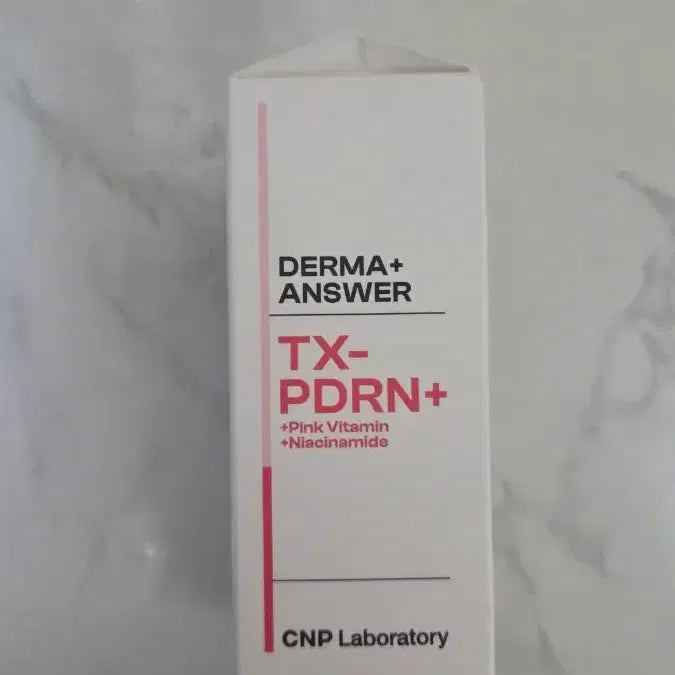 DERMA+
ANSWER
TX-
PDRN+
+Pink Vitamin
+Niacinamide
CNP Laboratory